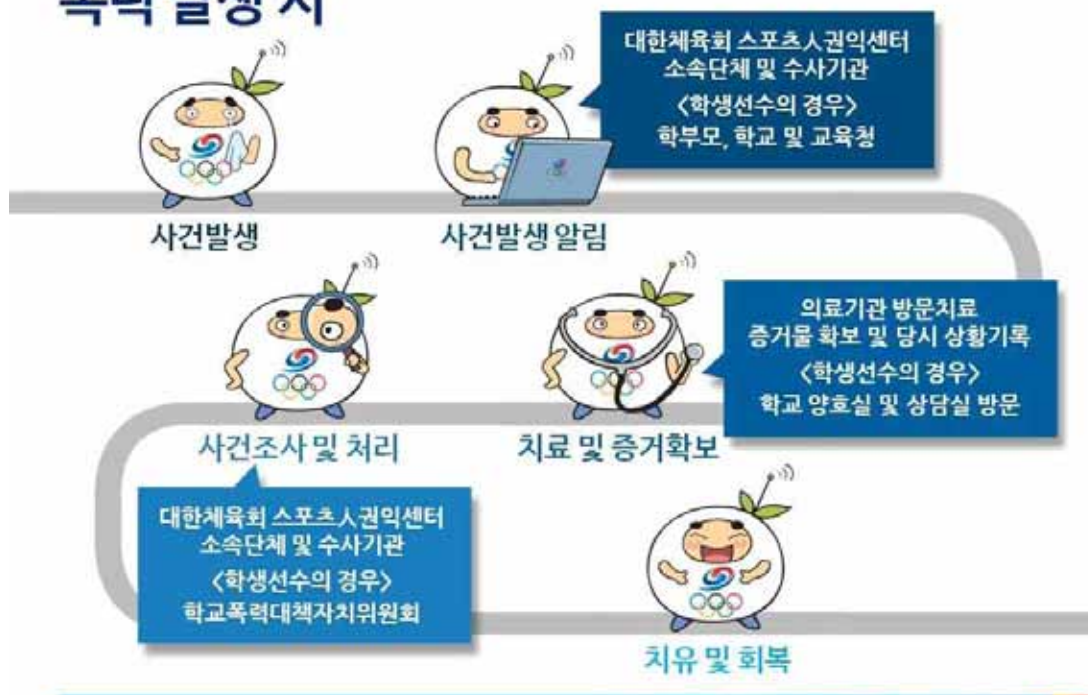 폭력 발생 시
대한체육회 스포츠人권익센터
소속단체 및 수사기관
<학생선수의 경우>
학부모, 학교 및 교육청
사건발생
사건발생 알림
의료기관 방문치료
증거물 확보 및 당시 상황기록
<학생선수의 경우>
학교 양호실 및 상담실 방문
치료 및 증거확보
사건조사 및 처리
대한체육회 스포츠人권익센터
소속단체 및 수사기관
<학생선수의 경우>
학교폭력대책자치위원회
치유 및 회복